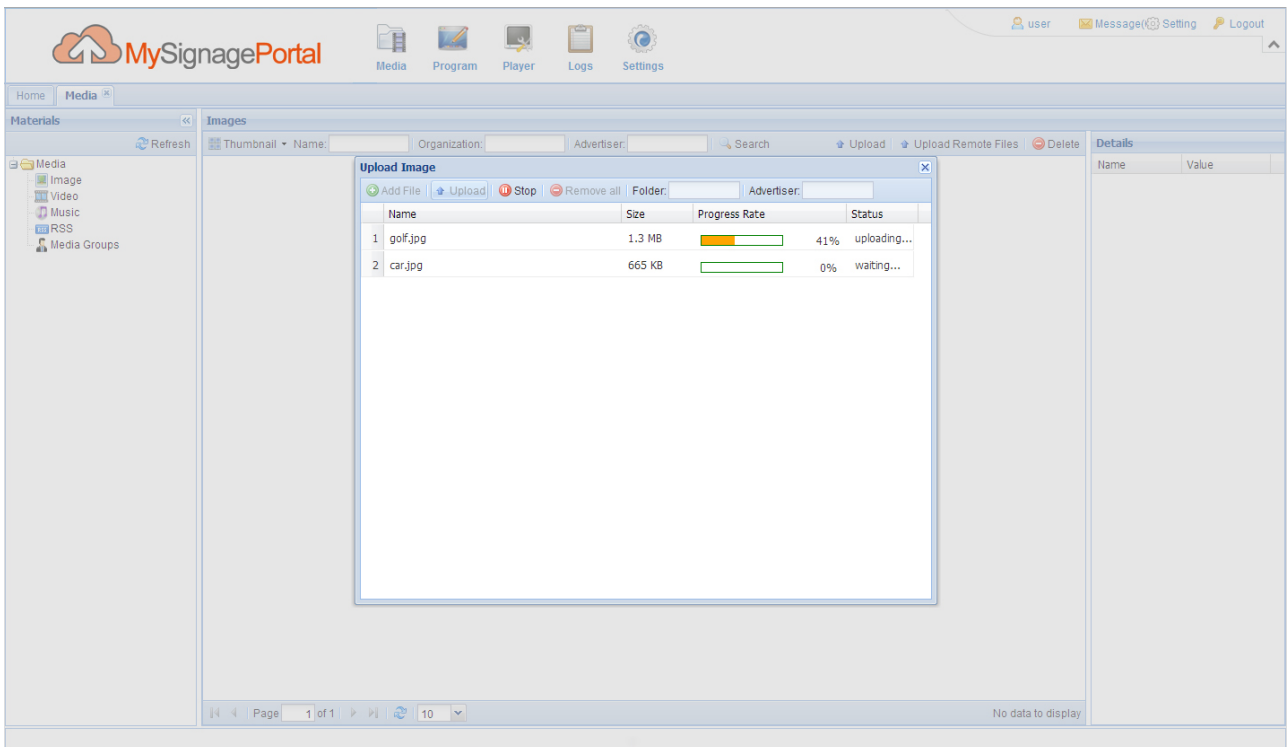 user Message( Setting Logout
MySignagePortal
Media Program Player Logs Settings
Home Media
Materials
Refresh
Media
Image
Video
Music
RSS
Media Groups
Images
Thumbnail Name: Organization: Advertiser: Search Upload Upload Remote Files Delete
Details
Name Value
Upload Image
Add File Upload Stop Remove all Folder: Advertiser:
Name Size Progress Rate Status
1 golf.jpg 1.3 MB 41% uploading...
2 car.jpg 665 KB 0% waiting...
Page 1 of 1 10 No data to display